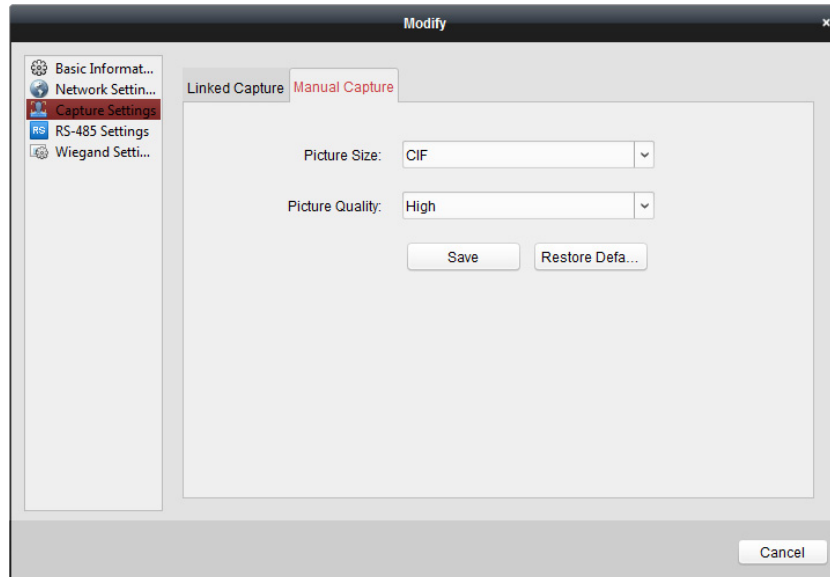 Modify
×
Basic Informat...
Network Settin...
Capture Settings
RS RS-485 Settings
Wiegand Setti...
Linked Capture Manual Capture
Picture Size: CIF
Picture Quality: High
Save Restore Defa...
Cancel